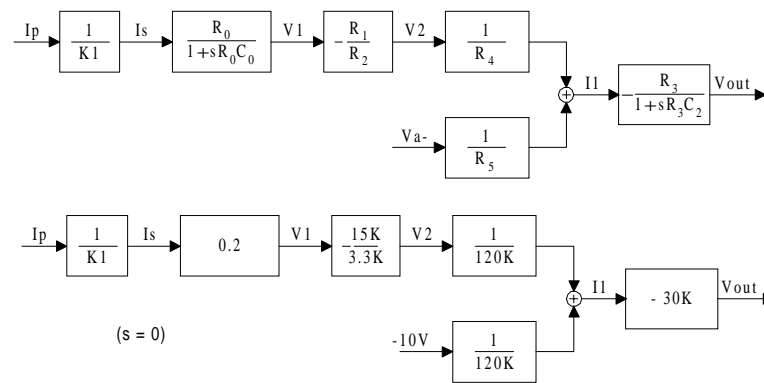 Ip 1/K1 Is R0/(1+sR0C0) V1 -R1/R2 V2 1/R4 + I1 -R3/(1+sR3C2) Vout
Va- 1/R5
Ip 1/K1 Is 0.2 V1 -15K/3.3K V2 1/120K + I1 - 30K Vout
(s = 0)
-10V 1/120K